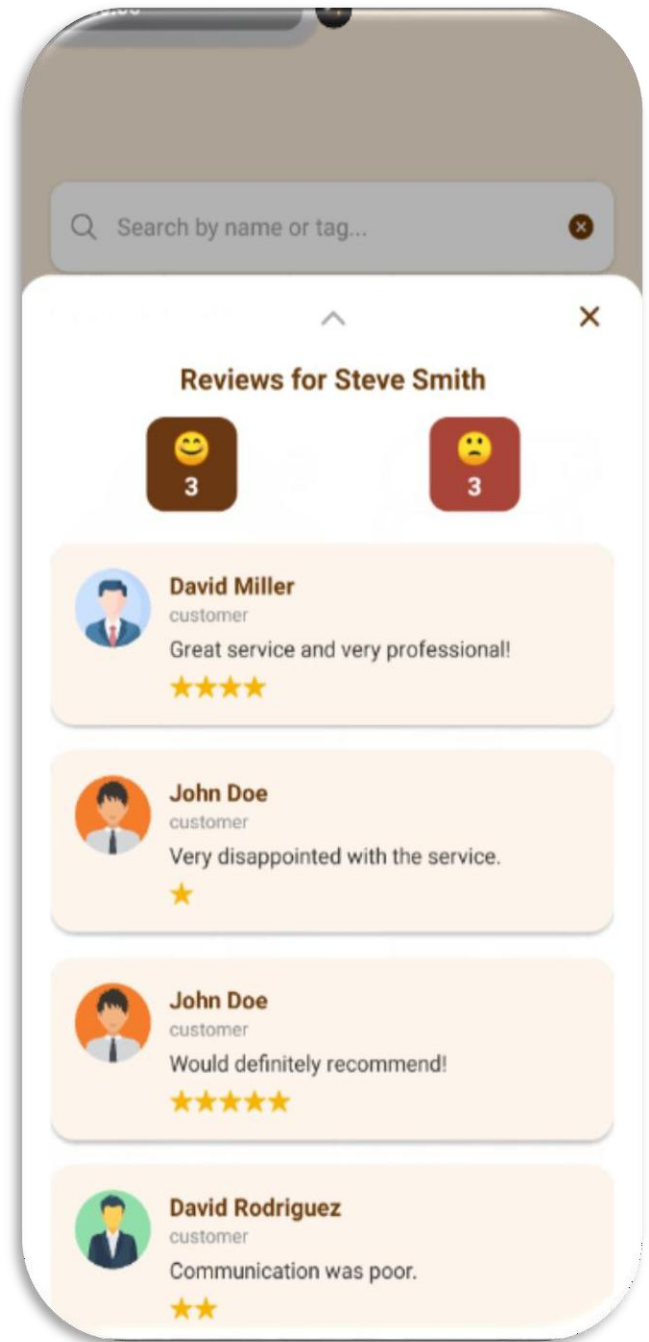 Search by name or tag...
Reviews for Steve Smith
3 3
David Miller
customer
Great service and very professional!
John Doe
customer
Very disappointed with the service.
John Doe
customer
Would definitely recommend!
David Rodriguez
customer
Communication was poor.